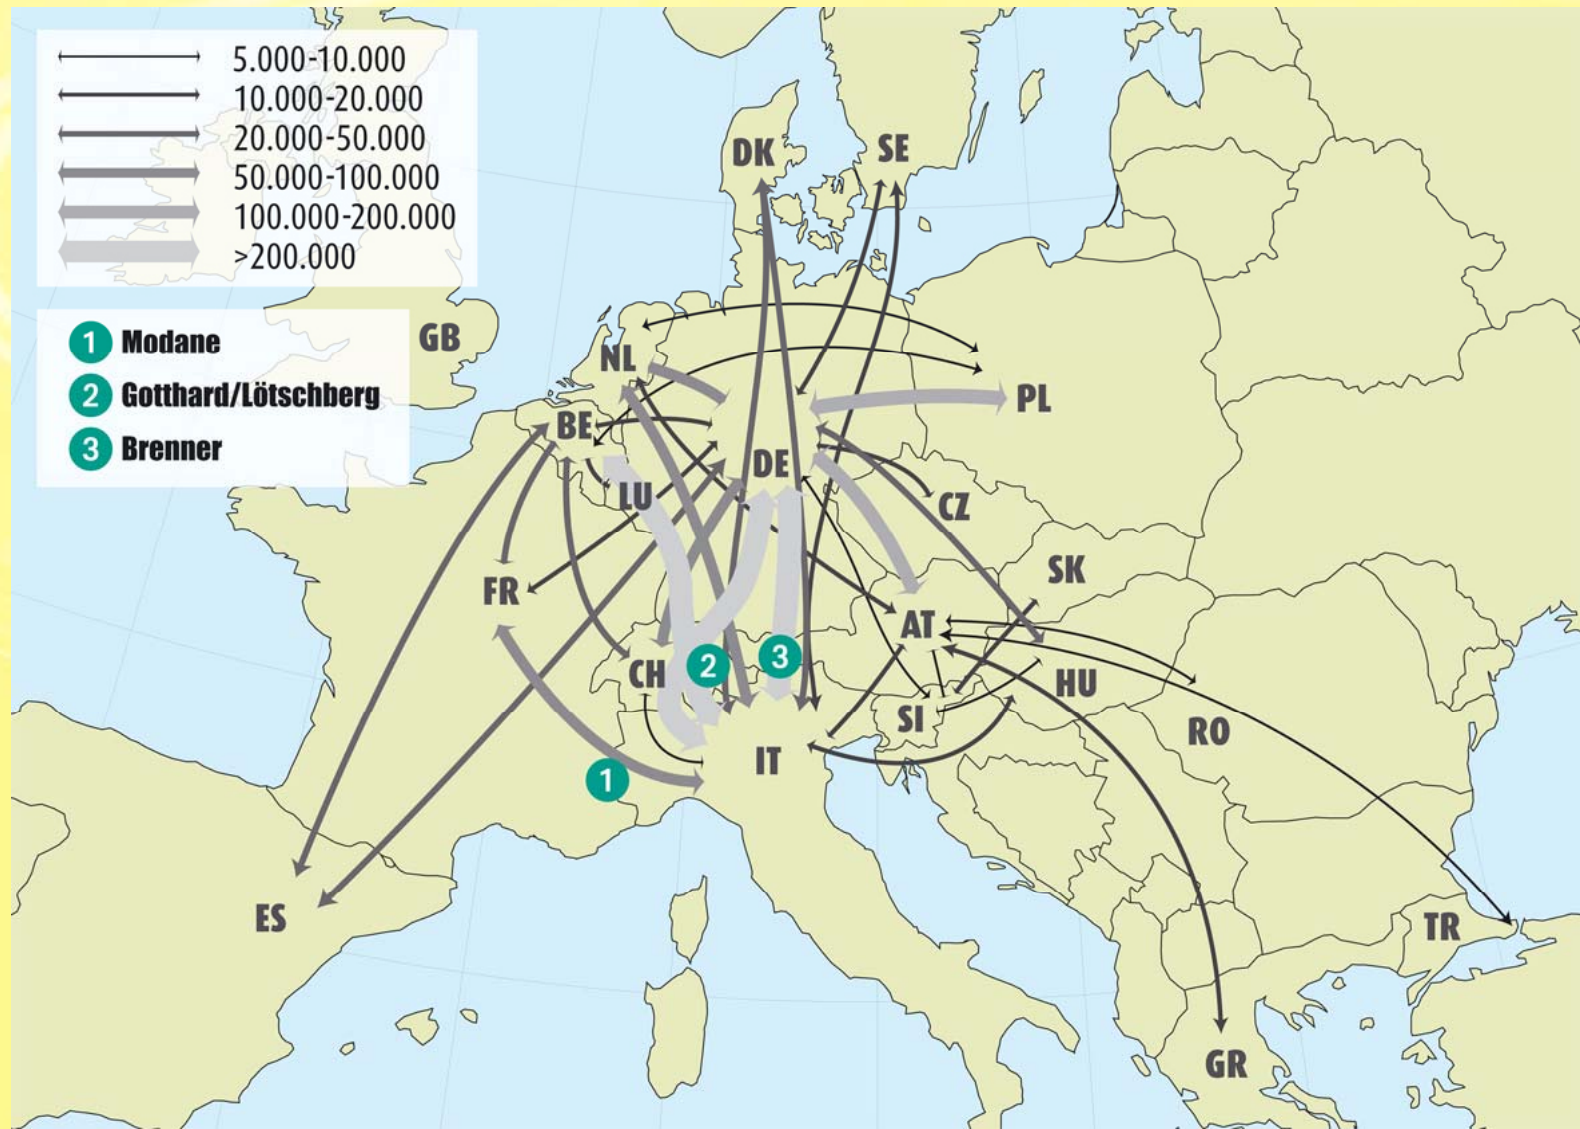 5.000-10.000
10.000-20.000
20.000-50.000
50.000-100.000
100.000-200.000
>200.000
1 Modane
2 Gotthard/Lötschberg
3 Brenner
DK
SE
GB
NL
PL
BE
DE
LU
CZ
SK
FR
AT
CH
2
3
HU
SI
RO
IT
1
ES
TR
GR